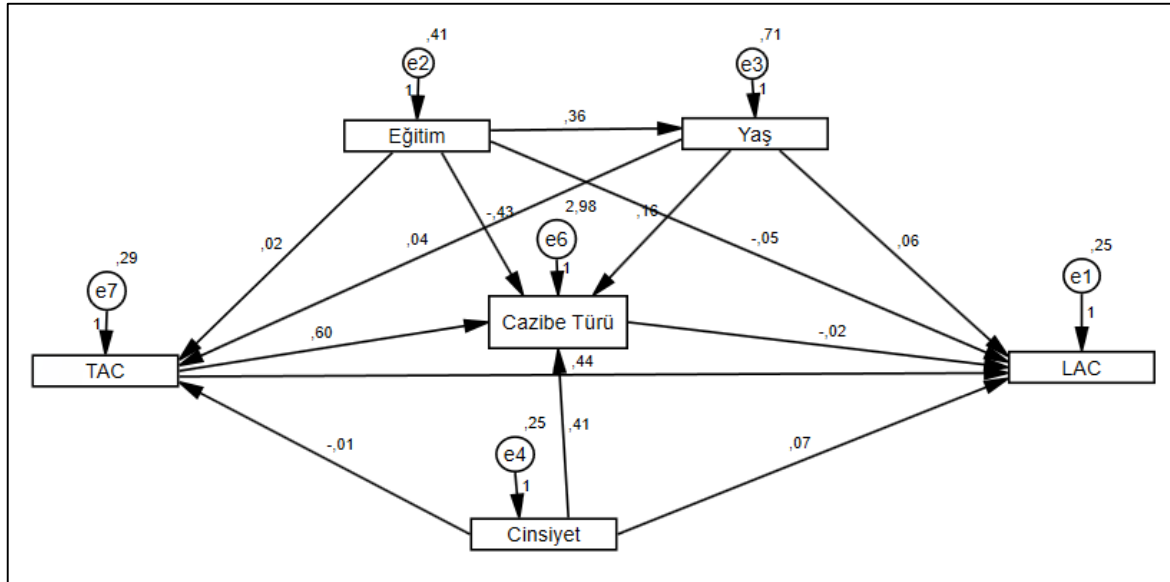 ,41
,71
e2
e3
1
1
Eğitim
,36
Yaş
-,43
2,98
,16
,02
,04
e6
-,05
,06
,29
,25
e7
1
e1
1
Cazibe Türü
1
,60
-,02
TAC
,44
LAC
,25
,41
-,01
e4
,07
1
Cinsiyet